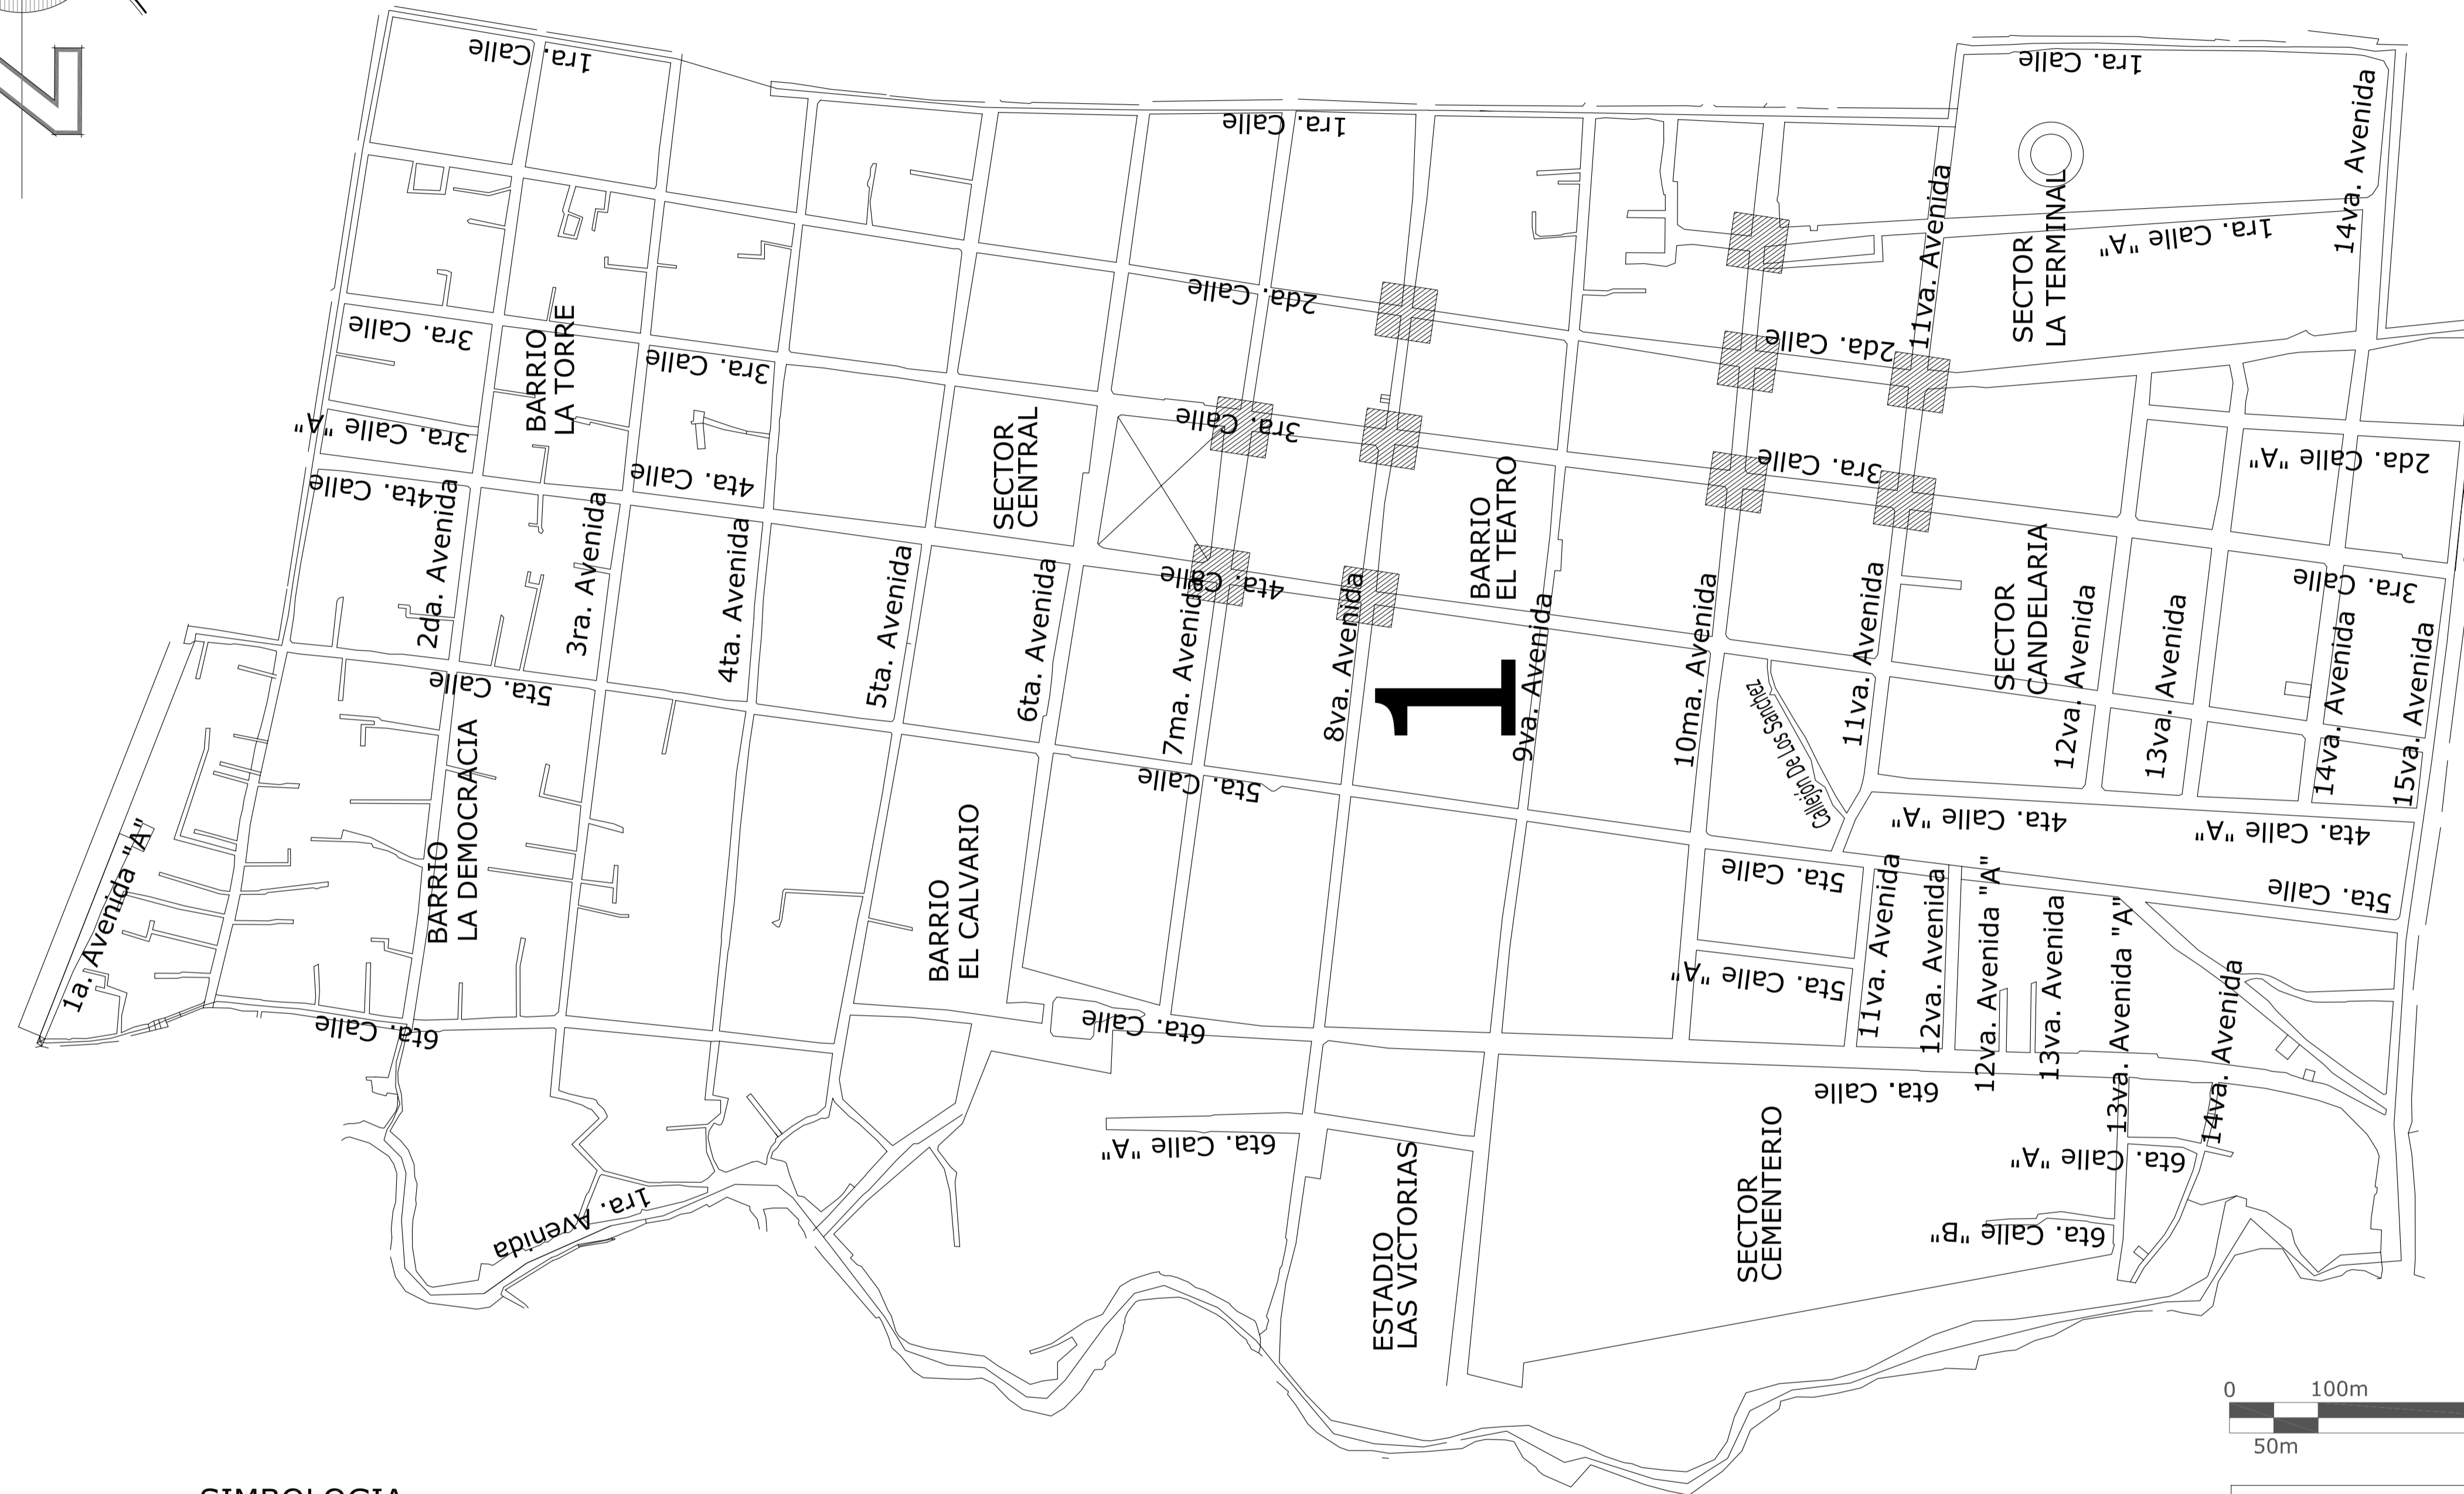 1ra. Calle
1ra. Calle
1ra. Calle
14va. Avenida
1ra. Calle "A"
11va. Avenida
SECTOR
LA TERMINAL
2da. Calle
2da. Calle
3ra. Calle
BARRIO
LA TORRE
3ra. Calle
3ra. Calle "A"
3ra. Calle
3ra. Calle
2da. Calle "A"
4ta. Calle
4ta. Calle
SECTOR
CENTRAL
BARRIO
EL TEATRO
2da. Avenida
3ra. Avenida
4ta. Avenida
5ta. Avenida
6ta. Avenida
4ta. Calle
7ma. Avenida
8va. Avenida
9va. Avenida
10ma. Avenida
11va. Avenida
SECTOR
CANDELARIA
12va. Avenida
13va. Avenida
3ra. Calle
14va. Avenida
15va. Avenida
1
5ta. Calle
5ta. Calle
Callejón De Los Sanchez
4ta. Calle "A"
4ta. Calle "A"
1a. Avenida "A"
BARRIO
LA DEMOCRACIA
BARRIO
EL CALVARIO
5ta. Calle
5ta. Calle
5ta. Calle "A"
11va. Avenida
12va. Avenida
12va. Avenida "A"
13va. Avenida
13va. Avenida "A"
14va. Avenida
6ta. Calle
6ta. Calle
6ta. Calle
6ta. Calle "A"
6ta. Calle "A"
6ta. Calle "B"
1ra. Avenida
ESTADIO
LAS VICTORIAS
SECTOR
CEMENTERIO
0 100m
50m
SIMBOLOGIA